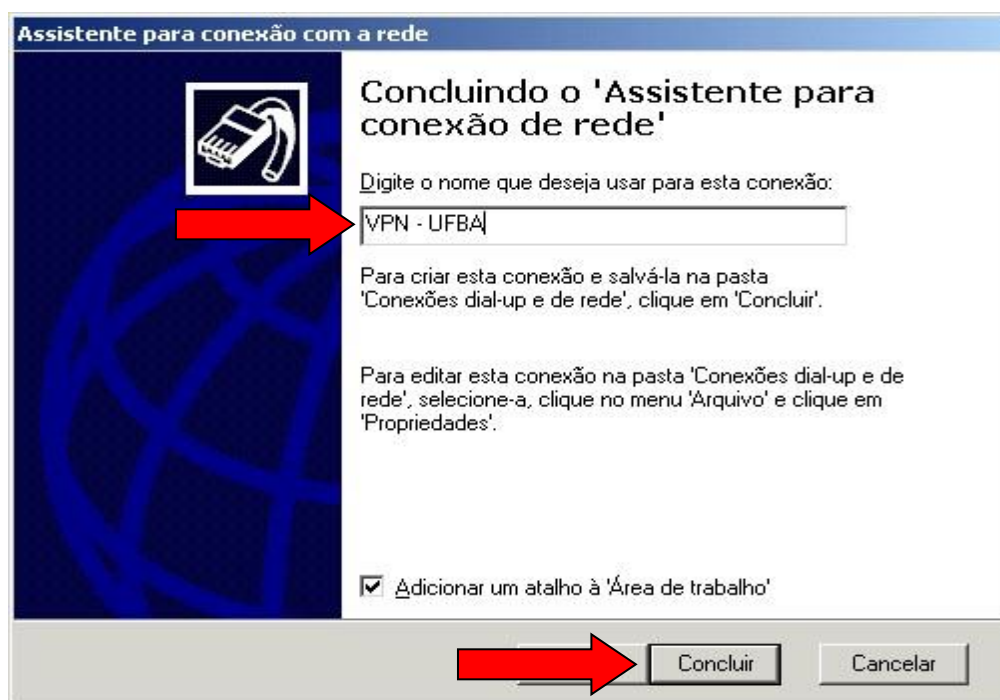 Assistente para conexão com a rede
Concluindo o 'Assistente para
conexão de rede'
Digite o nome que deseja usar para esta conexão:
VPN - UFBA
Para criar esta conexão e salvá-la na pasta
'Conexões dial-up e de rede', clique em 'Concluir'.
Para editar esta conexão na pasta 'Conexões dial-up e de
rede', selecione-a, clique no menu 'Arquivo' e clique em
'Propriedades'.
Adicionar um atalho à 'Área de trabalho'
Concluir
Cancelar